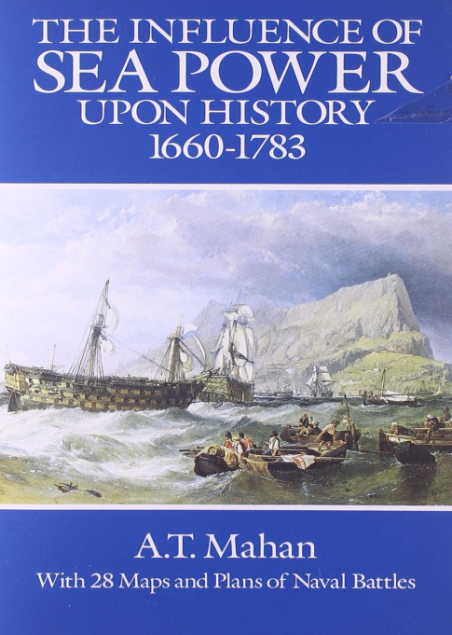 THE INFLUENCE OF
SEA POWER
UPON HISTORY
1660-1783
A.T. Mahan
With 28 Maps and Plans of Naval Battles